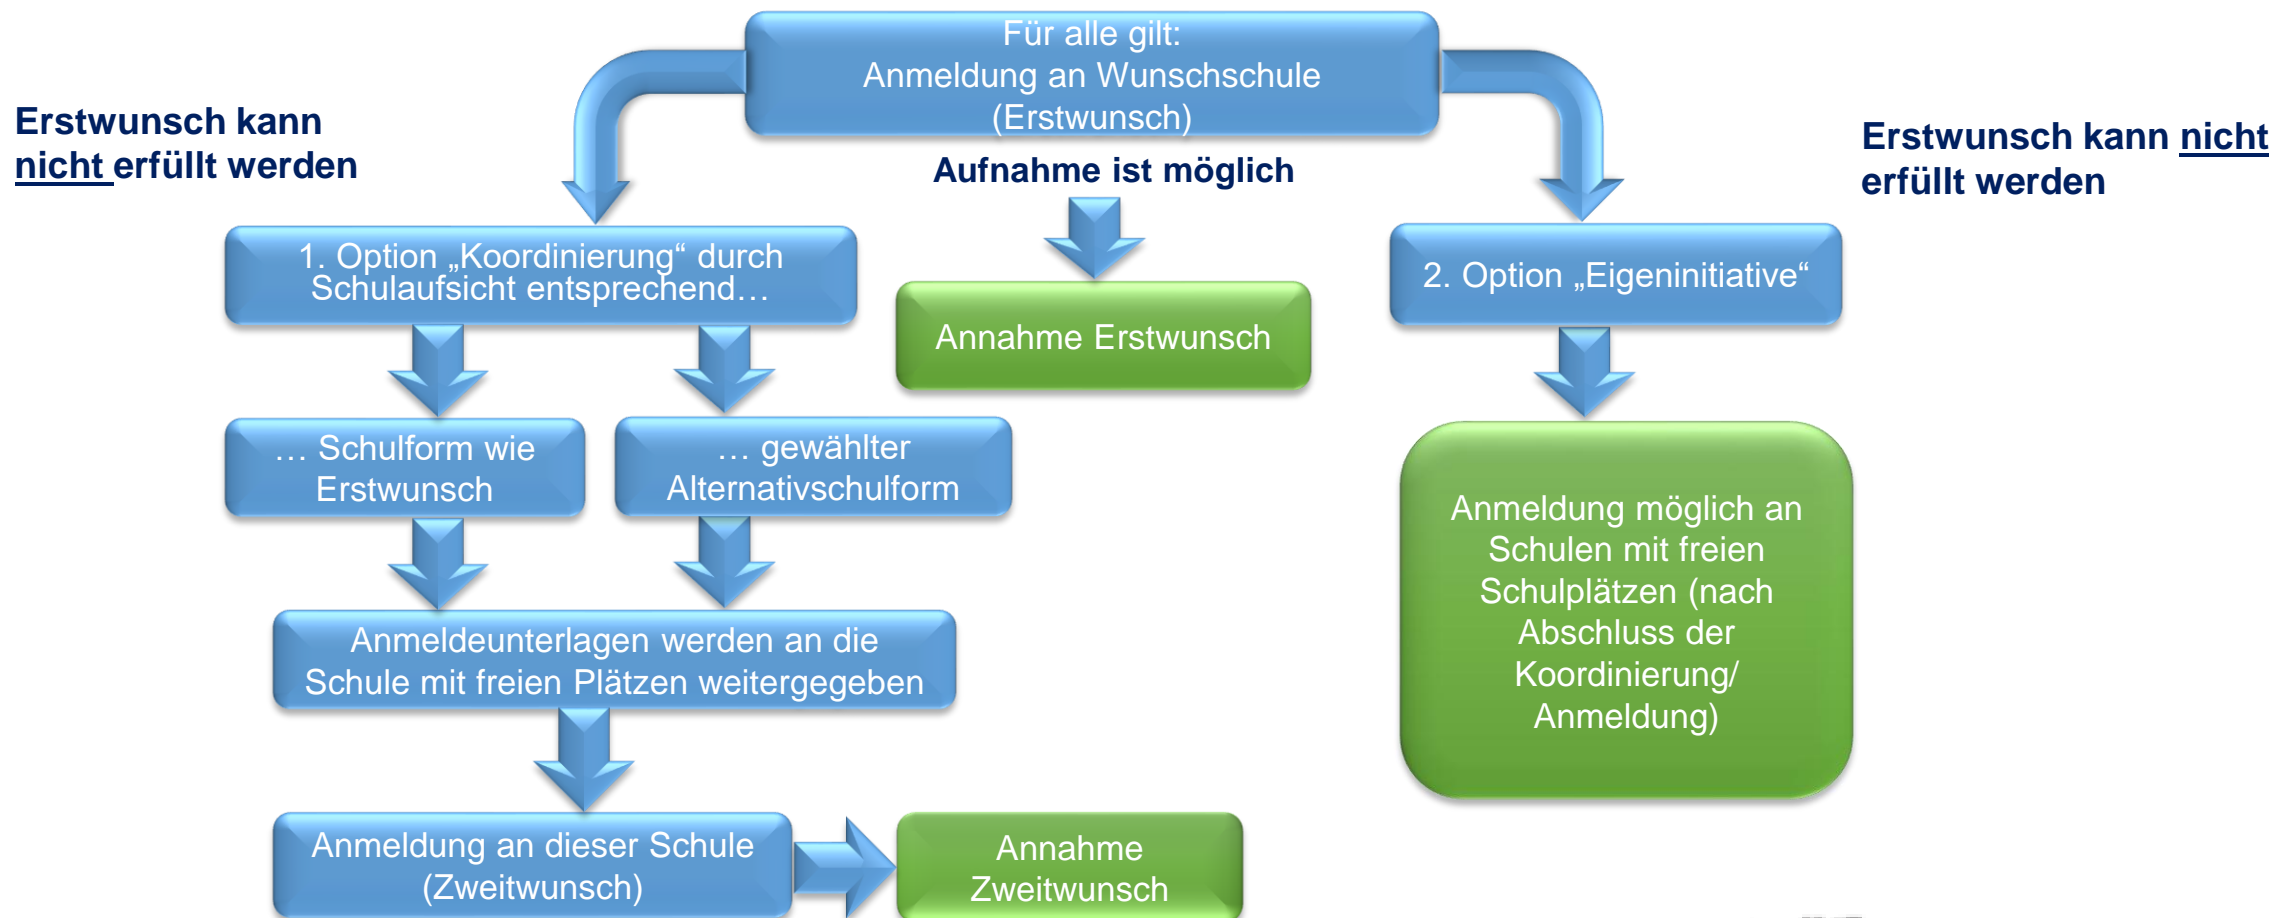 Für alle gilt:
Anmeldung an Wunschschule
(Erstwunsch)
Erstwunsch kann
nicht erfüllt werden
Aufnahme ist möglich
Erstwunsch kann nicht
erfüllt werden
1. Option „Koordinierung“ durch
Schulaufsicht entsprechend…
Annahme Erstwunsch
2. Option „Eigeninitiative“
… Schulform wie
Erstwunsch
… gewählter
Alternativschulform
Anmeldung möglich an
Schulen mit freien
Schulplätzen (nach
Abschluss der
Koordinierung/
Anmeldung)
Anmeldeunterlagen werden an die
Schule mit freien Plätzen weitergegeben
Anmeldung an dieser Schule
(Zweitwunsch)
Annahme
Zweitwunsch